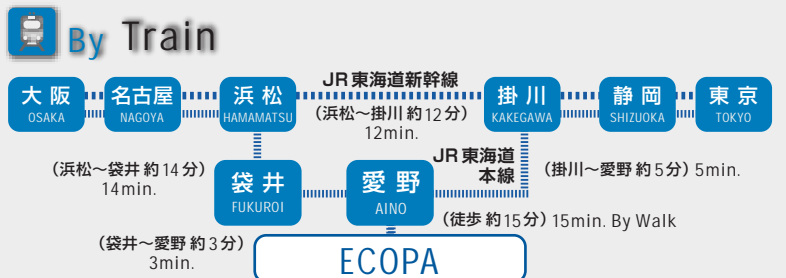 By Train
JR東海道新幹線
大阪
OSAKA
名古屋
NAGOYA
浜松
HAMAMATSU
(浜松〜掛川 約12分)
12min.
掛川
KAKEGAWA
静岡
SHIZUOKA
東京
TOKYO
JR東海道
本線
(浜松〜袋井 約14分)
14min.
袋井
FUKUROI
愛野
AINO
(掛川〜愛野 約5分) 5min.
(徒歩 約15分) 15min. By Walk
(袋井〜愛野 約3分)
3min.
ECOPA